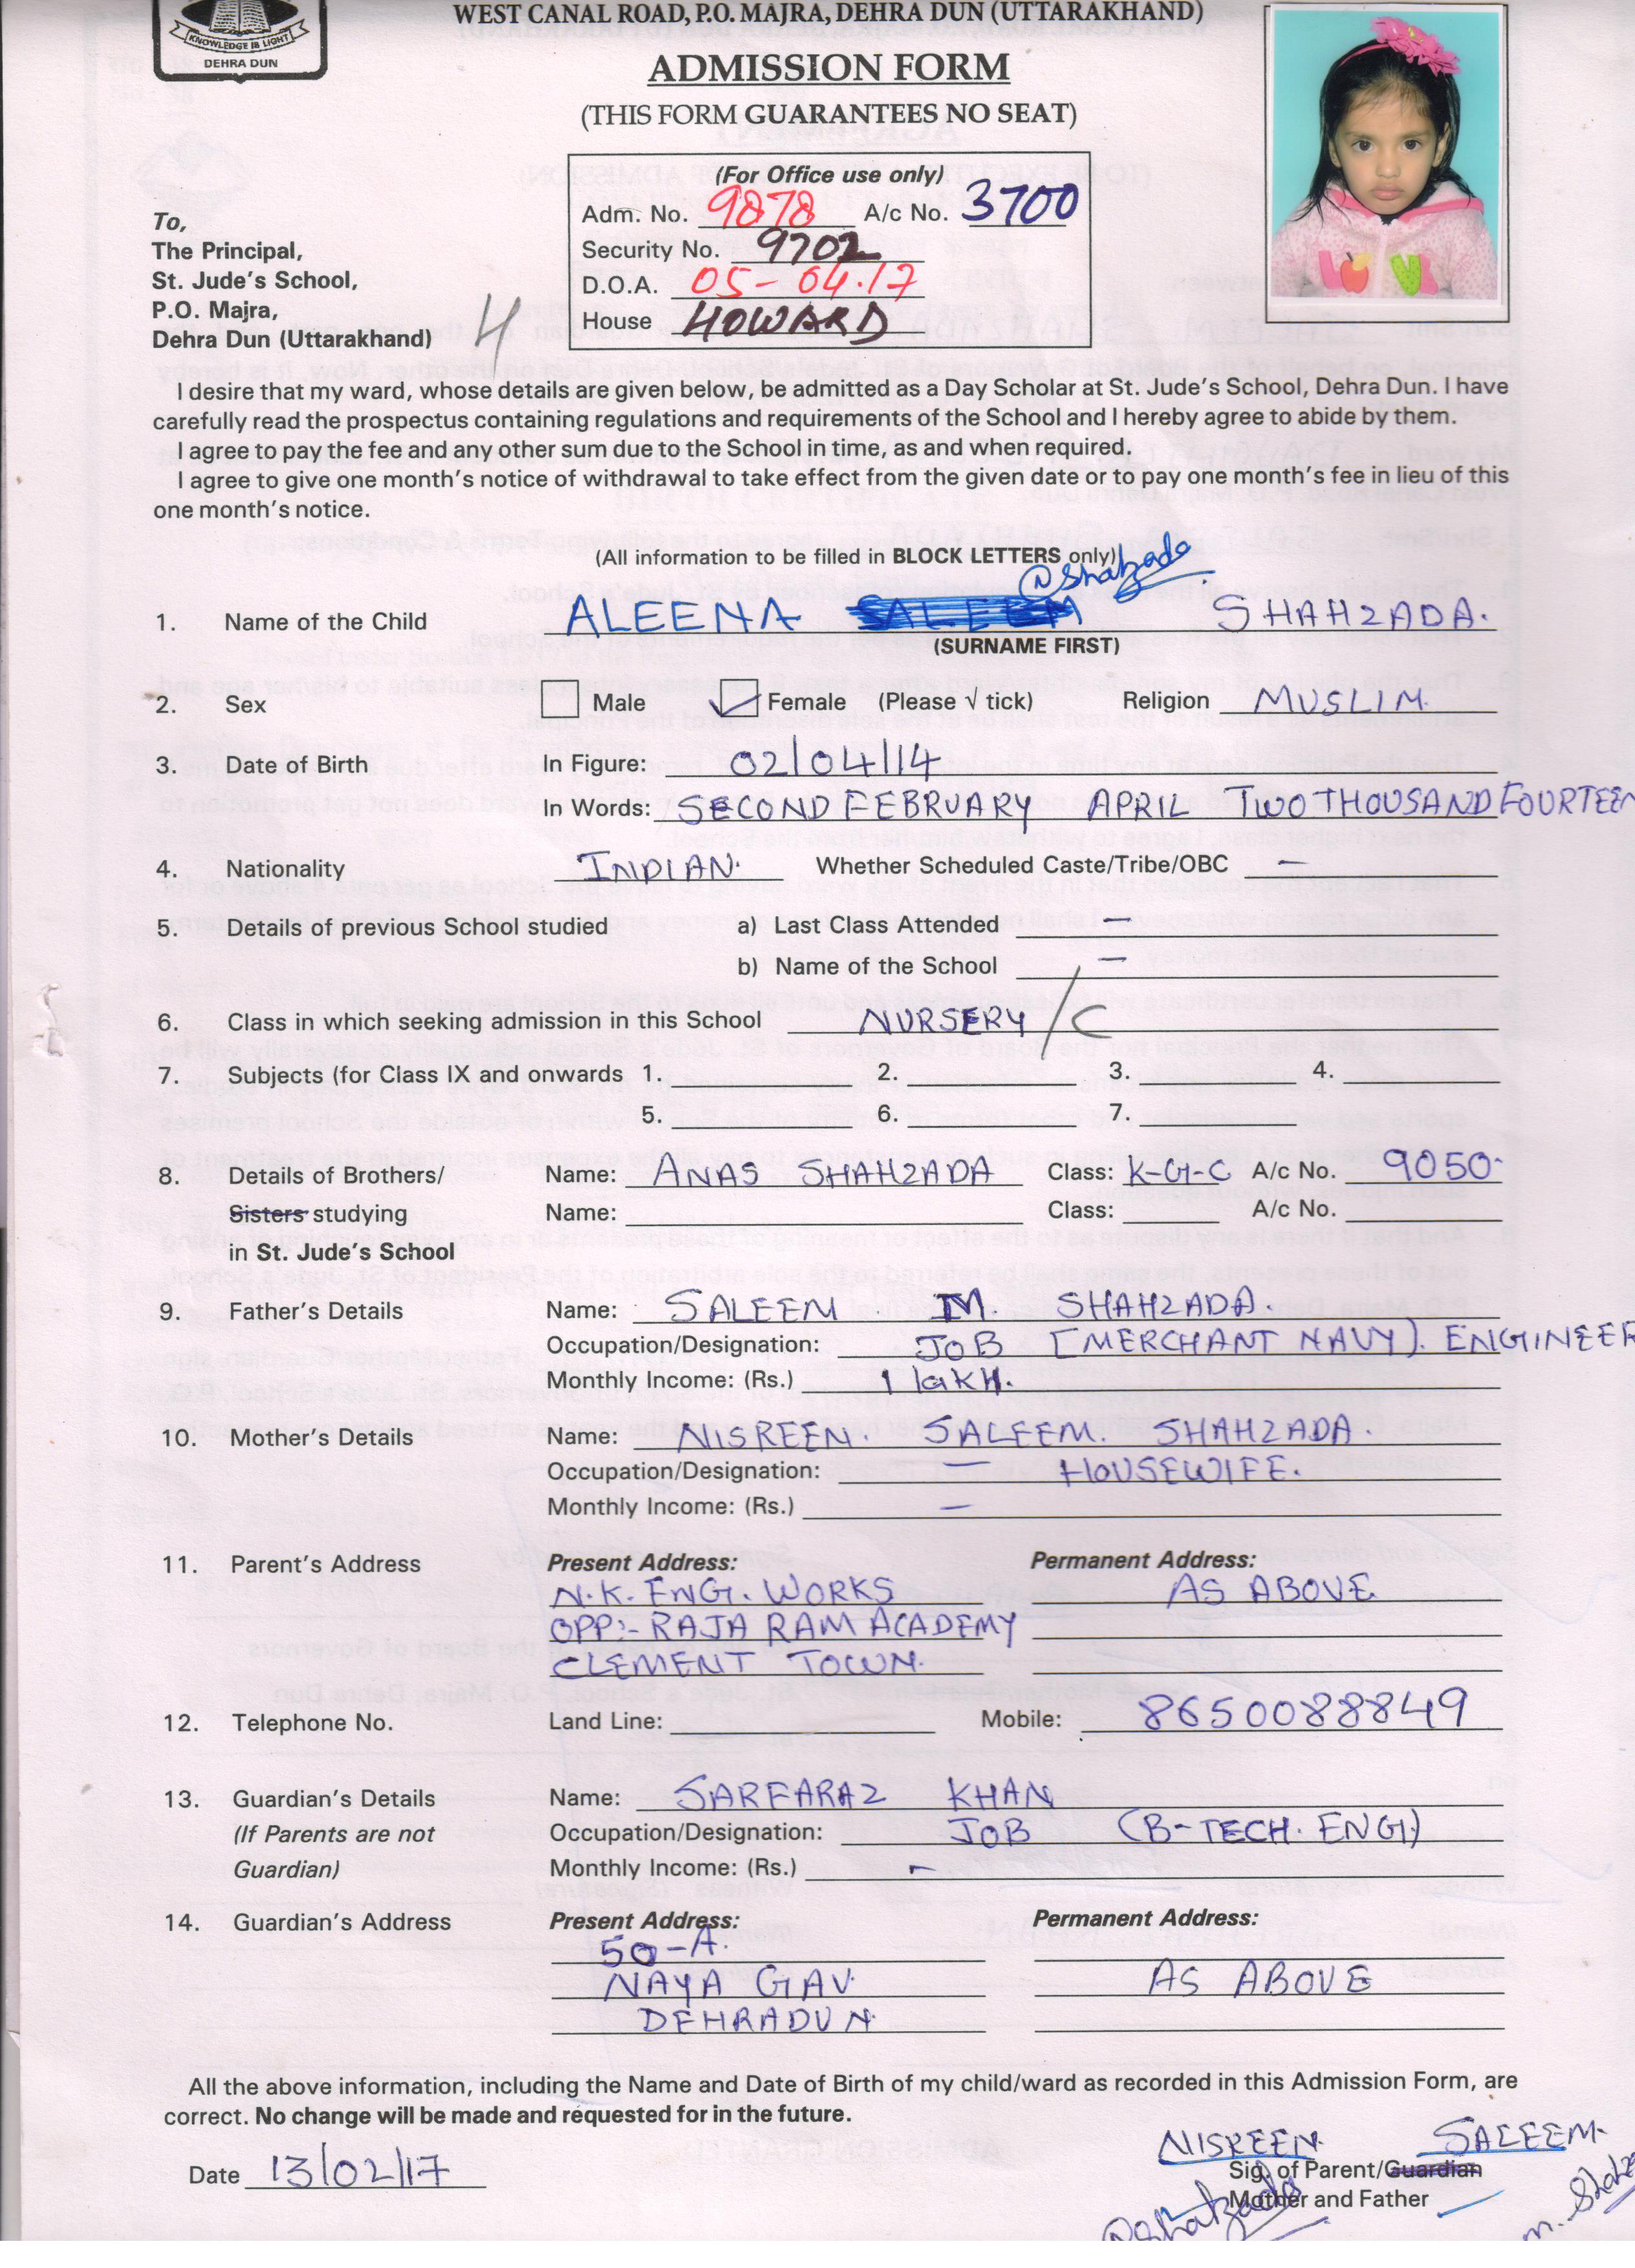 WEST CANAL ROAD, P.O. MAJRA, DEHRA DUN (UTTARAKHAND)
KNOWLEDGE IS LIGHT
DEHRA DUN
ADMISSION FORM
(THIS FORM GUARANTEES NO SEAT)
(For Office use only)
Adm. No. 9878 A/c No. 3700
Security No. 9702
D.O.A. 05-04.17
House HOWARD
To,
The Principal,
St. Jude's School,
P.O. Majra,
Dehra Dun (Uttarakhand)
I desire that my ward, whose details are given below, be admitted as a Day Scholar at St. Jude's School, Dehra Dun. I have
carefully read the prospectus containing regulations and requirements of the School and I hereby agree to abide by them.
I agree to pay the fee and any other sum due to the School in time, as and when required.
I agree to give one month's notice of withdrawal to take effect from the given date or to pay one month's fee in lieu of this
one month's notice.
(All information to be filled in BLOCK LETTERS only)
@Shahzada
1. Name of the Child ALEENA SALEEM SHAHZADA.
(SURNAME FIRST)
2. Sex Male Female (Please √ tick) Religion MUSLIM.
3. Date of Birth In Figure: 02/04/14
In Words: SECOND FEBRUARY APRIL TWO THOUSAND FOURTEEN
4. Nationality INDIAN. Whether Scheduled Caste/Tribe/OBC —
5. Details of previous School studied a) Last Class Attended —
b) Name of the School —
6. Class in which seeking admission in this School NURSERY/C
7. Subjects (for Class IX and onwards 1. 2. 3. 4.
5. 6. 7.
8. Details of Brothers/ Name: ANAS SHAHZADA Class: K-G-C A/c No. 9050-
Sisters studying Name: Class: A/c No.
in St. Jude's School
9. Father's Details Name: SALEEM M SHAHZADA.
Occupation/Designation: JOB [MERCHANT NAVY). ENGINEER
Monthly Income: (Rs.) 1 lakH.
10. Mother's Details Name: NISREEN. SALEEM. SHAHZADA.
Occupation/Designation: — HOUSEWIFE.
Monthly Income: (Rs.) —
11. Parent's Address Present Address: Permanent Address:
N.K. ENG. WORKS AS ABOVE
OPP:- RAJA RAM ACADEMY
CLEMENT TOWN.
12. Telephone No. Land Line: Mobile: 8650088849
13. Guardian's Details Name: SARFARAZ KHAN
(If Parents are not Occupation/Designation: JOB (B-TECH. ENG.)
Guardian) Monthly Income: (Rs.) -
14. Guardian's Address Present Address: Permanent Address:
50-A.
NAYA GAV. AS ABOVE
DEHRADUN.
All the above information, including the Name and Date of Birth of my child/ward as recorded in this Admission Form, are
correct. No change will be made and requested for in the future.
NISREEN SALEEM.
Date 13/02/17 Sig. of Parent/Guardian
Mother and Father
@Shahzada